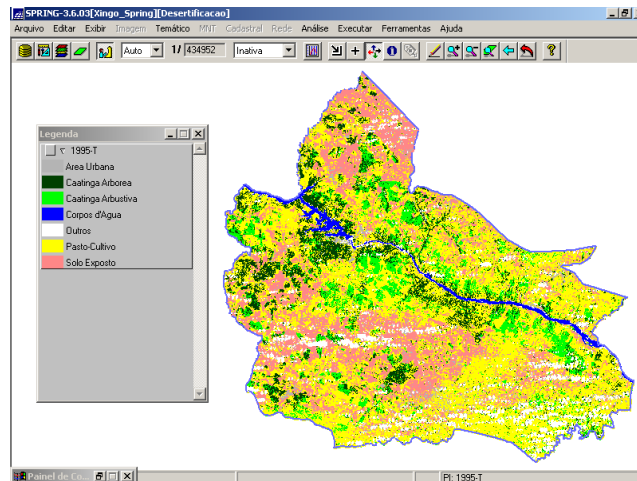 SPRING-3.6.03[Xingo_Spring][Desertificacao]
Arquivo Editar Exibir Imagem Temático MNT Cadastral Rede Análise Executar Ferramentas Ajuda
Auto 1/ 434952 Inativa
Legenda
1995-T
Area Urbana
Caatinga Arborea
Caatinga Arbustiva
Corpos d'Agua
Outros
Pasto-Cultivo
Solo Exposto
Painel de Co... PI: 1995-T